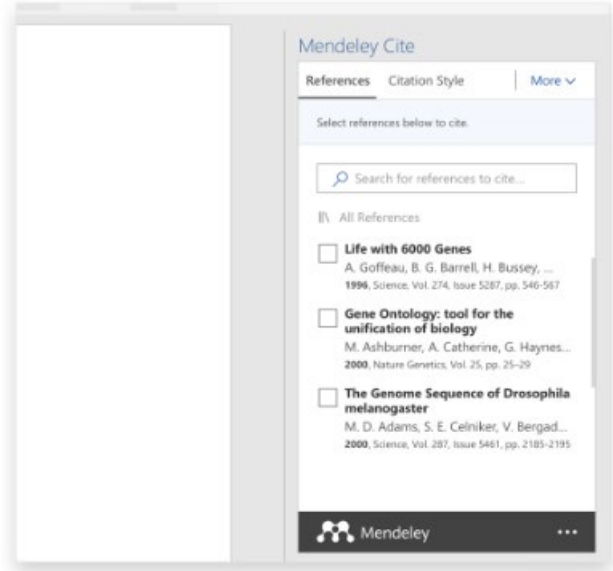 Mendeley Cite
References Citation Style More
Select references below to cite.
Search for references to cite...
All References
Life with 6000 Genes
A. Goffeau, B. G. Barrell, H. Bussey, ...
1996, Science, Vol. 274, Issue 5287, pp. 546-567
Gene Ontology: tool for the
unification of biology
M. Ashburner, A. Catherine, G. Haynes...
2000, Nature Genetics, Vol. 25, pp. 25–29
The Genome Sequence of Drosophila
melanogaster
M. D. Adams, S. E. Celniker, V. Bergad...
2000, Science, Vol. 287, Issue 5461, pp. 2185-2195
Mendeley